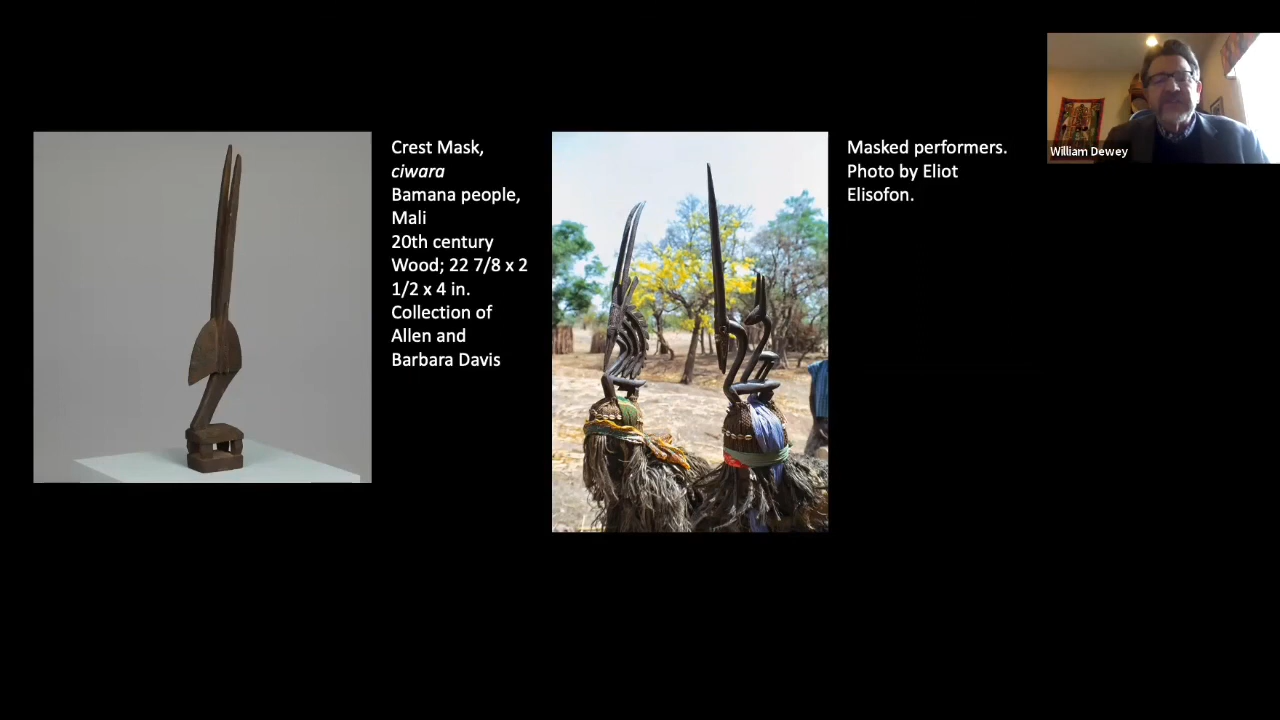 Crest Mask,
ciwara
Bamana people,
Mali
20th century
Wood; 22 7/8 x 2
1/2 x 4 in.
Collection of
Allen and
Barbara Davis
Masked performers.
Photo by Eliot
Elisofon.
William Dewey